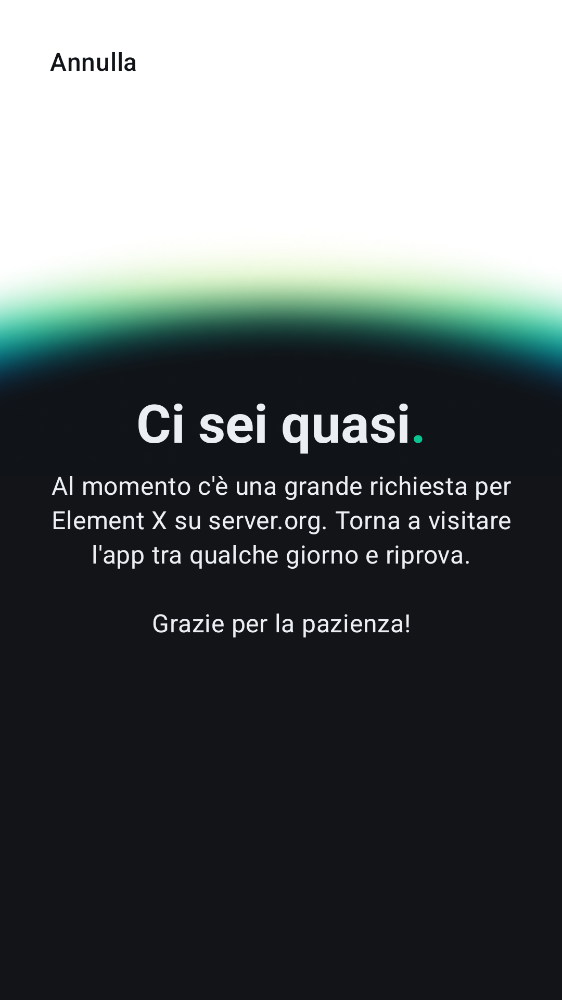 Annulla
Ci sei quasi.
Al momento c'è una grande richiesta per
Element X su server.org. Torna a visitare
l'app tra qualche giorno e riprova.
Grazie per la pazienza!